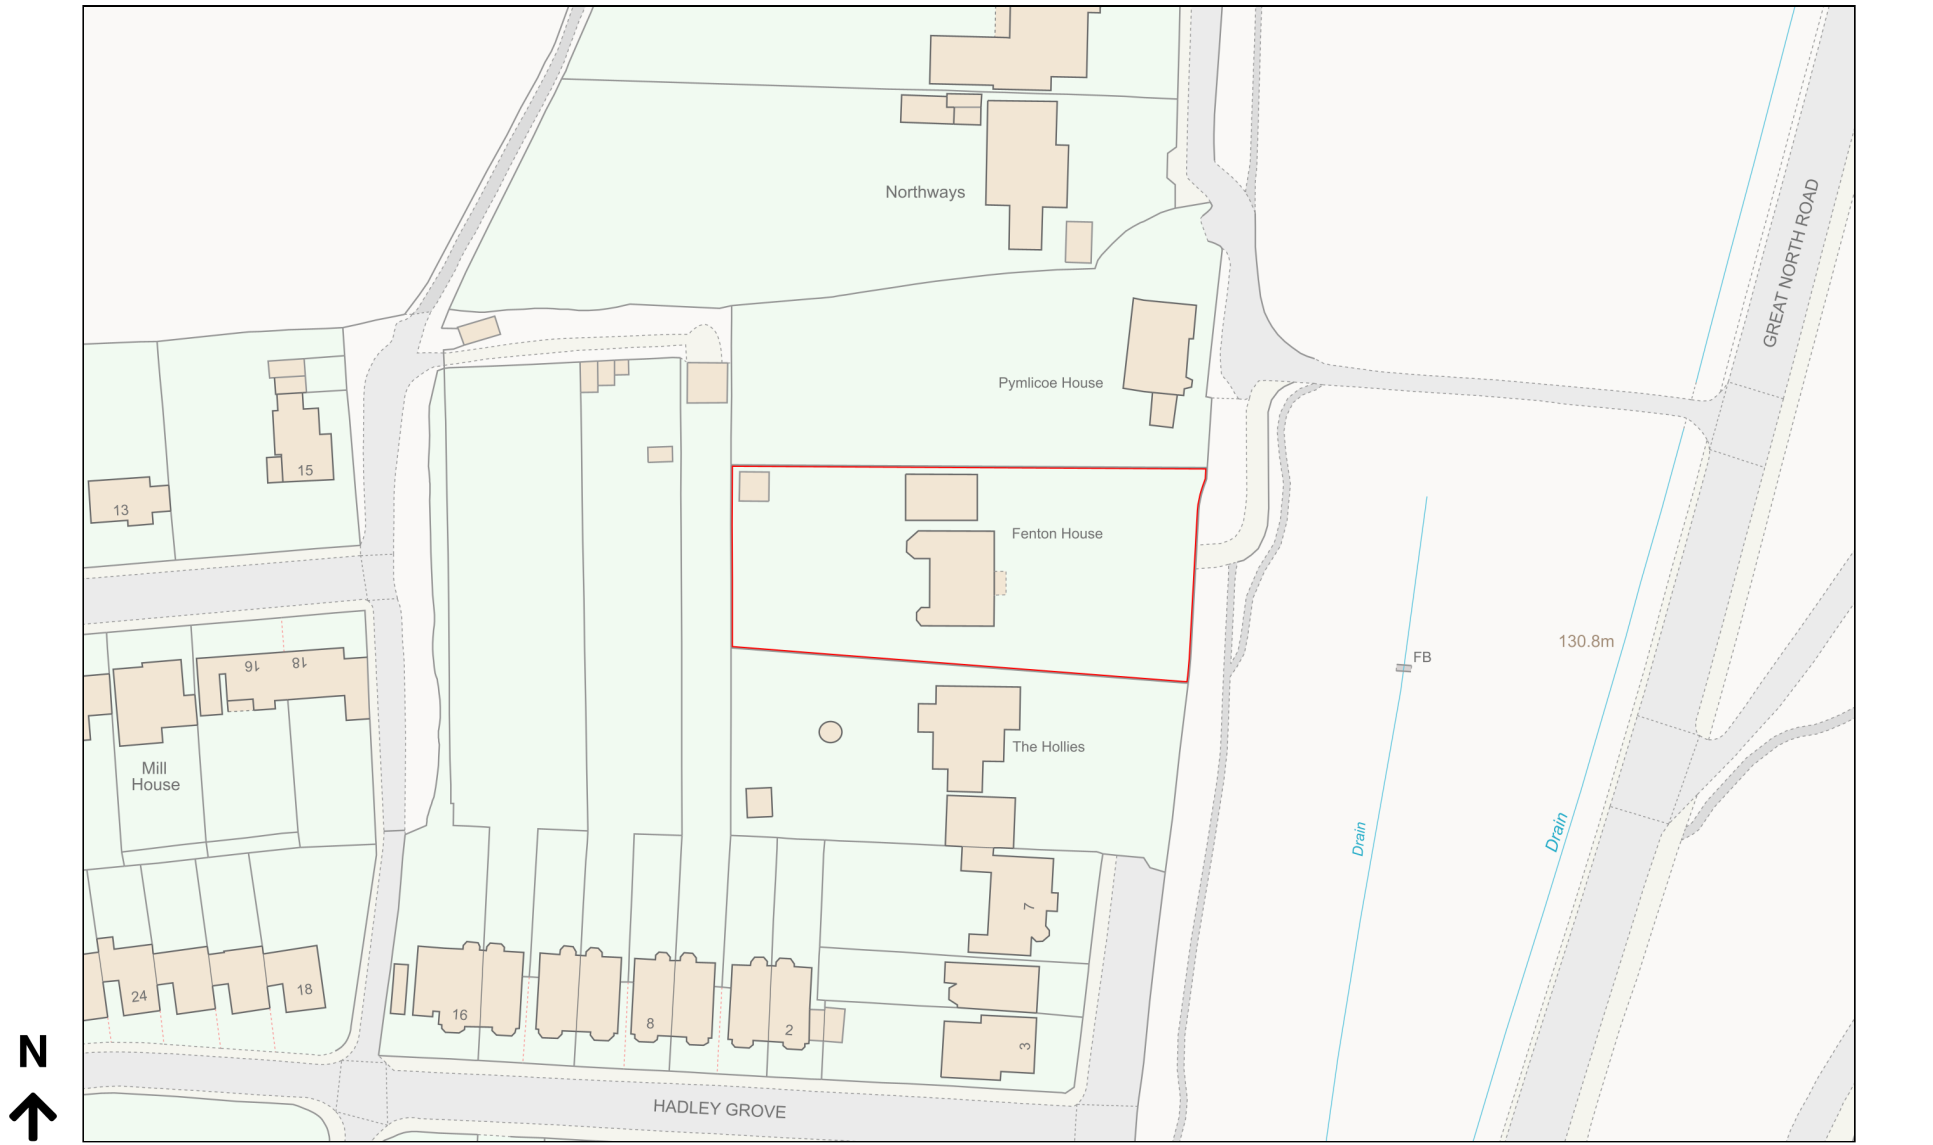 Northways
GREAT NORTH ROAD
Pymlicoe House
15
13
Fenton House
130.8m
FB
16
18
The Hollies
Mill
House
Drain
Drain
7
24
18
16
8
2
3
N
HADLEY GROVE